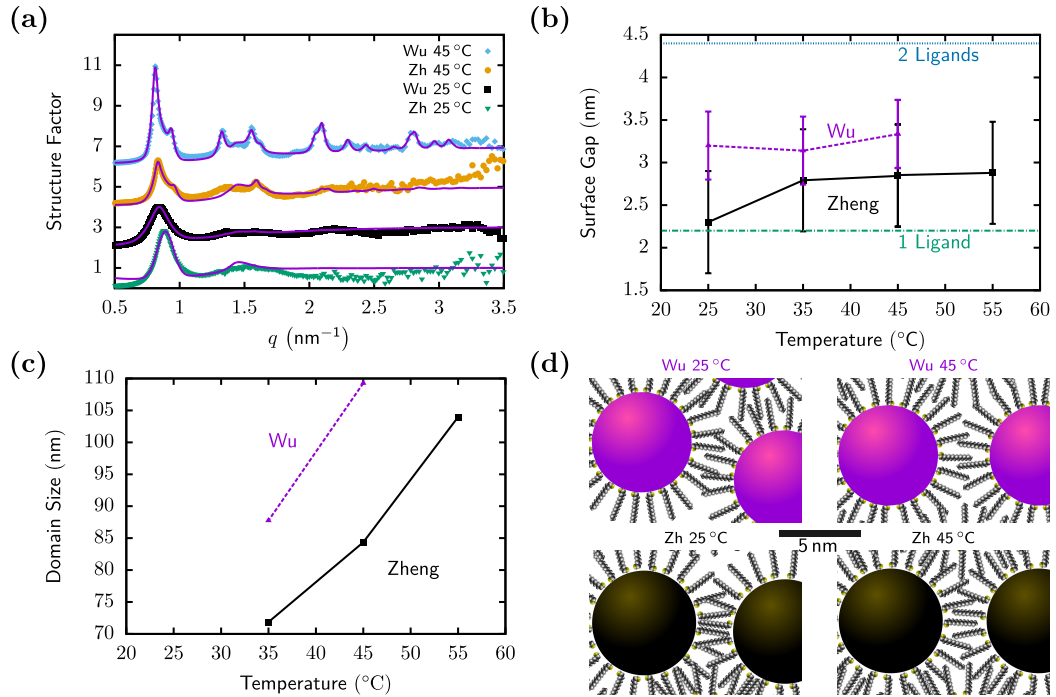 (a)
Structure Factor
11
9
7
5
3
1
Wu 45 °C
Zh 45 °C
Wu 25 °C
Zh 25 °C
0.5 1 1.5 2 2.5 3 3.5
q (nm⁻¹)
(b)
Surface Gap (nm)
4.5
4
3.5
3
2.5
2
1.5
2 Ligands
Wu
Zheng
1 Ligand
20 25 30 35 40 45 50 55 60
Temperature (°C)
(c)
Domain Size (nm)
110
105
100
95
90
85
80
75
70
Wu
Zheng
20 25 30 35 40 45 50 55 60
Temperature (°C)
(d)
Wu 25 °C
Wu 45 °C
Zh 25 °C
5 nm
Zh 45 °C